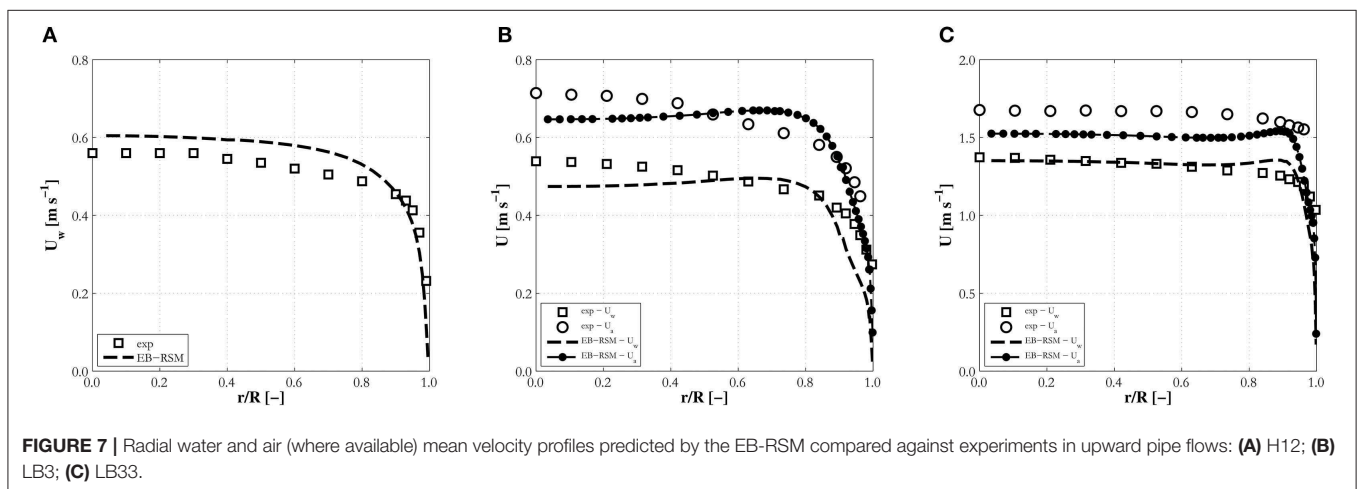 A
0.8
0.6
0.4
0.2
0.0
U_w [m s⁻¹]
exp
EB-RSM
0.0 0.2 0.4 0.6 0.8 1.0
r/R [-]
B
0.8
0.6
0.4
0.2
0.0
U [m s⁻¹]
exp - U_w
exp - U_a
EB-RSM - U_w
EB-RSM - U_a
0.0 0.2 0.4 0.6 0.8 1.0
r/R [-]
C
2.0
1.5
1.0
1.5
0.0
U [m s⁻¹]
exp - U_w
exp - U_a
EB-RSM - U_w
EB-RSM - U_a
0.0 0.2 0.4 0.6 0.8 1.0
r/R [-]
FIGURE 7 | Radial water and air (where available) mean velocity profiles predicted by the EB-RSM compared against experiments in upward pipe flows: (A) H12; (B)
LB3; (C) LB33.